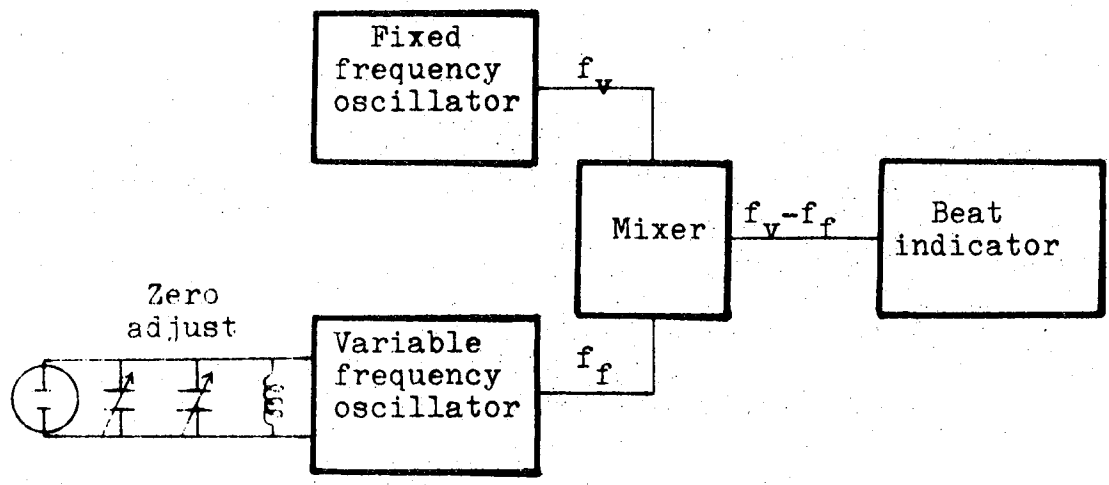 Fixed
frequency
oscillator
f_v
Mixer
f_v-f_f
Beat
indicator
Zero
adjust
Variable
frequency
oscillator
f_f